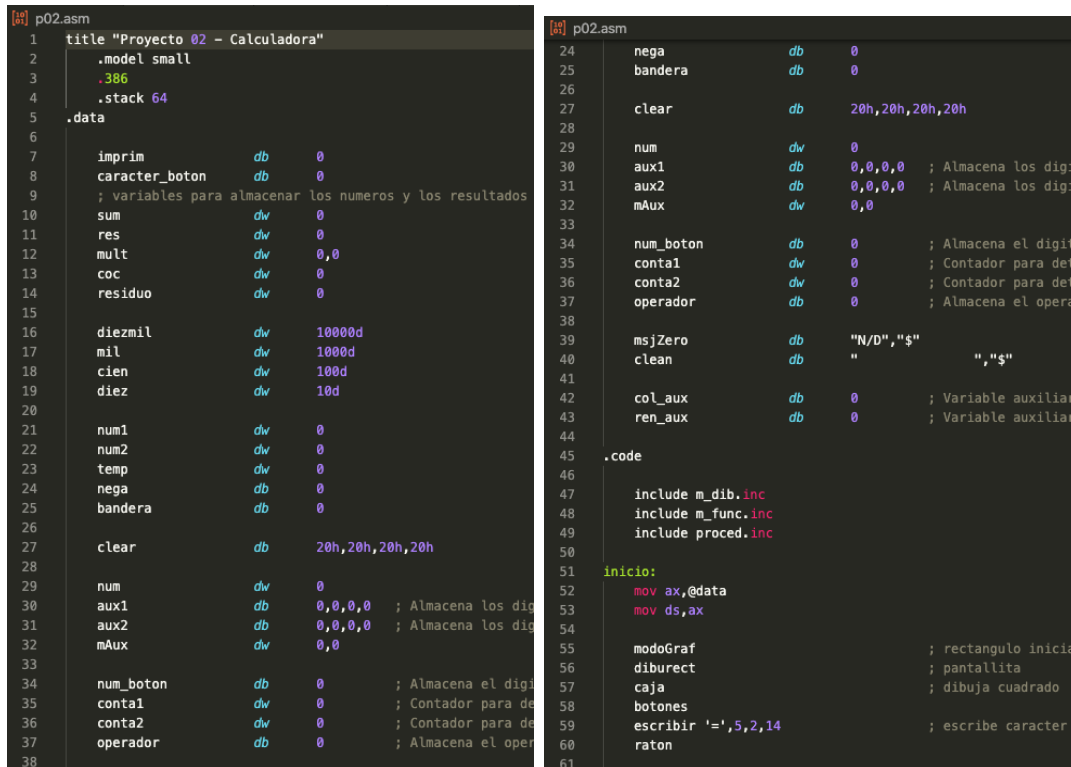 p02.asm
1 title "Proyecto 02 – Calculadora"
2 .model small
3 .386
4 .stack 64
5 .data
6
7 imprim db 0
8 caracter_boton db 0
9 ; variables para almacenar los numeros y los resultados
10 sum dw 0
11 res dw 0
12 mult dw 0,0
13 coc dw 0
14 residuo dw 0
15
16 diezmil dw 10000d
17 mil dw 1000d
18 cien dw 100d
19 diez dw 10d
20
21 num1 dw 0
22 num2 dw 0
23 temp dw 0
24 nega db 0
25 bandera db 0
26
27 clear db 20h,20h,20h,20h
28
29 num dw 0
30 aux1 db 0,0,0,0 ; Almacena los dig
31 aux2 db 0,0,0,0 ; Almacena los dig
32 mAux dw 0,0
33
34 num_boton db 0 ; Almacena el digi
35 conta1 dw 0 ; Contador para de
36 conta2 dw 0 ; Contador para de
37 operador db 0 ; Almacena el oper
38
p02.asm
24 nega db 0
25 bandera db 0
26
27 clear db 20h,20h,20h,20h
28
29 num dw 0
30 aux1 db 0,0,0,0 ; Almacena los digi
31 aux2 db 0,0,0,0 ; Almacena los digi
32 mAux dw 0,0
33
34 num_boton db 0 ; Almacena el digit
35 conta1 dw 0 ; Contador para det
36 conta2 dw 0 ; Contador para det
37 operador db 0 ; Almacena el opera
38
39 msjZero db "N/D","$"
40 clean db "              ","$"
41
42 col_aux db 0 ; Variable auxiliar
43 ren_aux db 0 ; Variable auxiliar
44
45 .code
46
47 include m_dib.inc
48 include m_func.inc
49 include proced.inc
50
51 inicio:
52 mov ax,@data
53 mov ds,ax
54
55 modoGraf ; rectangulo inicia
56 diburect ; pantallita
57 caja ; dibuja cuadrado
58 botones
59 escribir '=',5,2,14 ; escribe caracter
60 raton
61